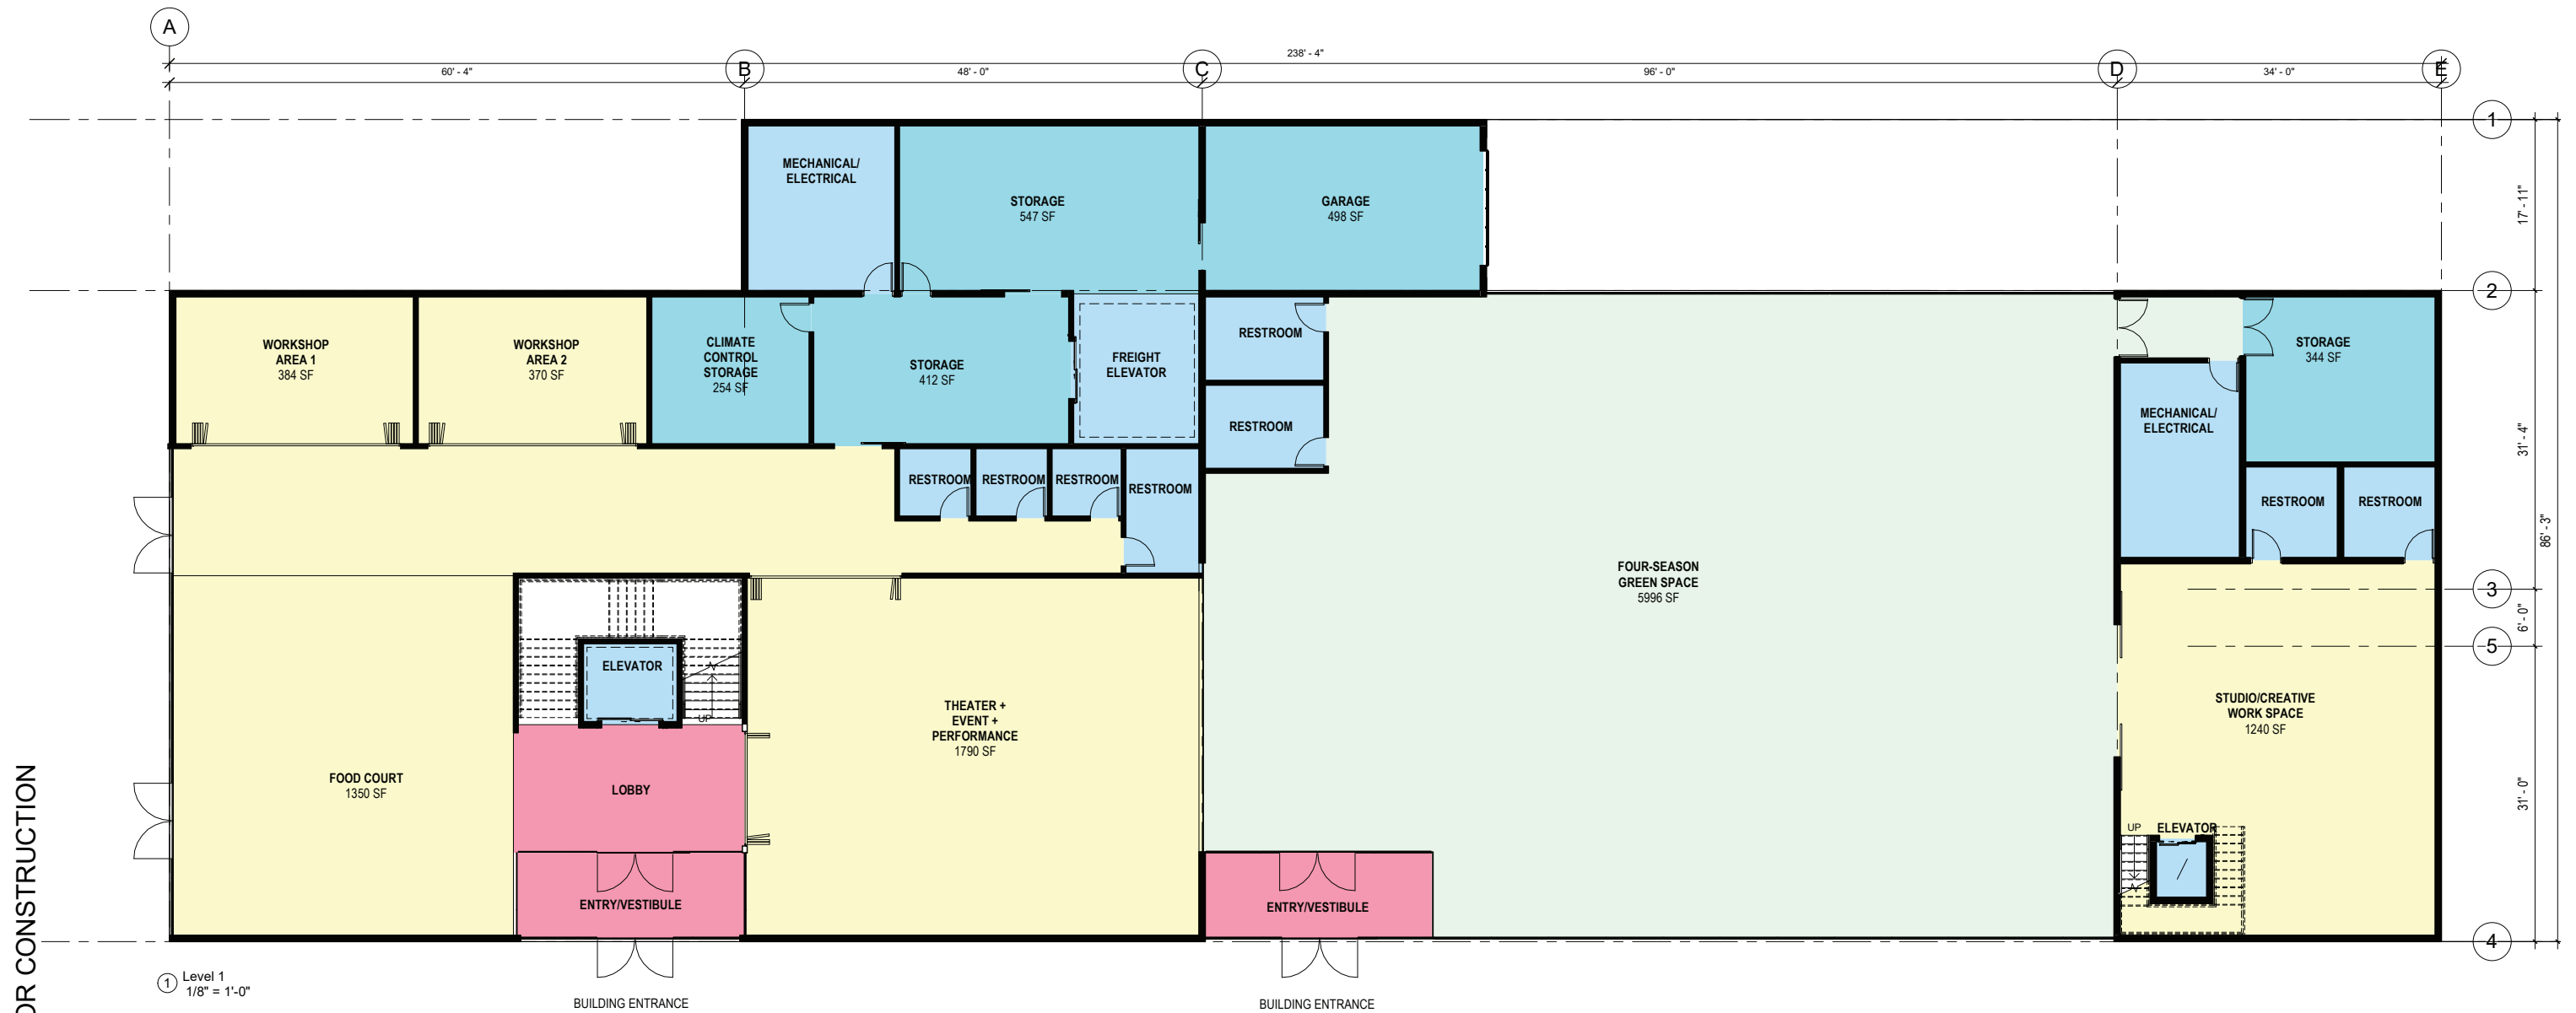 A
238' - 4"
60' - 4"
B
48' - 0"
C
96' - 0"
D
34' - 0"
E
1
MECHANICAL/
ELECTRICAL
STORAGE
547 SF
GARAGE
498 SF
17' - 11"
2
WORKSHOP
AREA 1
384 SF
WORKSHOP
AREA 2
370 SF
CLIMATE
CONTROL
STORAGE
254 SF
STORAGE
412 SF
FREIGHT
ELEVATOR
RESTROOM
RESTROOM
STORAGE
344 SF
MECHANICAL/
ELECTRICAL
31' - 4"
RESTROOM
RESTROOM
RESTROOM
RESTROOM
RESTROOM
RESTROOM
86' - 3"
FOUR-SEASON
GREEN SPACE
5996 SF
3
6' - 0"
5
ELEVATOR
UP
THEATER +
EVENT +
PERFORMANCE
1790 SF
STUDIO/CREATIVE
WORK SPACE
1240 SF
FOOD COURT
1350 SF
LOBBY
31' - 0"
UP
ELEVATOR
ENTRY/VESTIBULE
ENTRY/VESTIBULE
4
OR CONSTRUCTION
1
Level 1
1/8" = 1'-0"
BUILDING ENTRANCE
BUILDING ENTRANCE